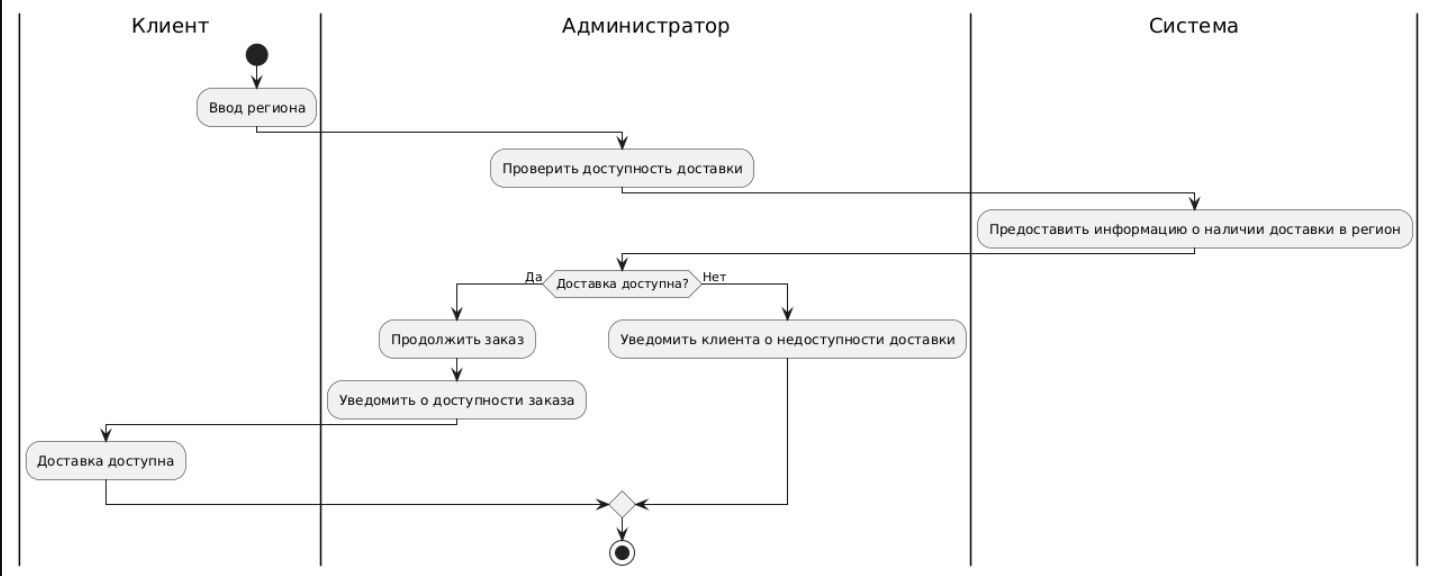 Клиент
Администратор
Система
Ввод региона
Проверить доступность доставки
Предоставить информацию о наличии доставки в регион
Да
Доставка доступна?
Нет
Продолжить заказ
Уведомить клиента о недоступности доставки
Уведомить о доступности заказа
Доставка доступна